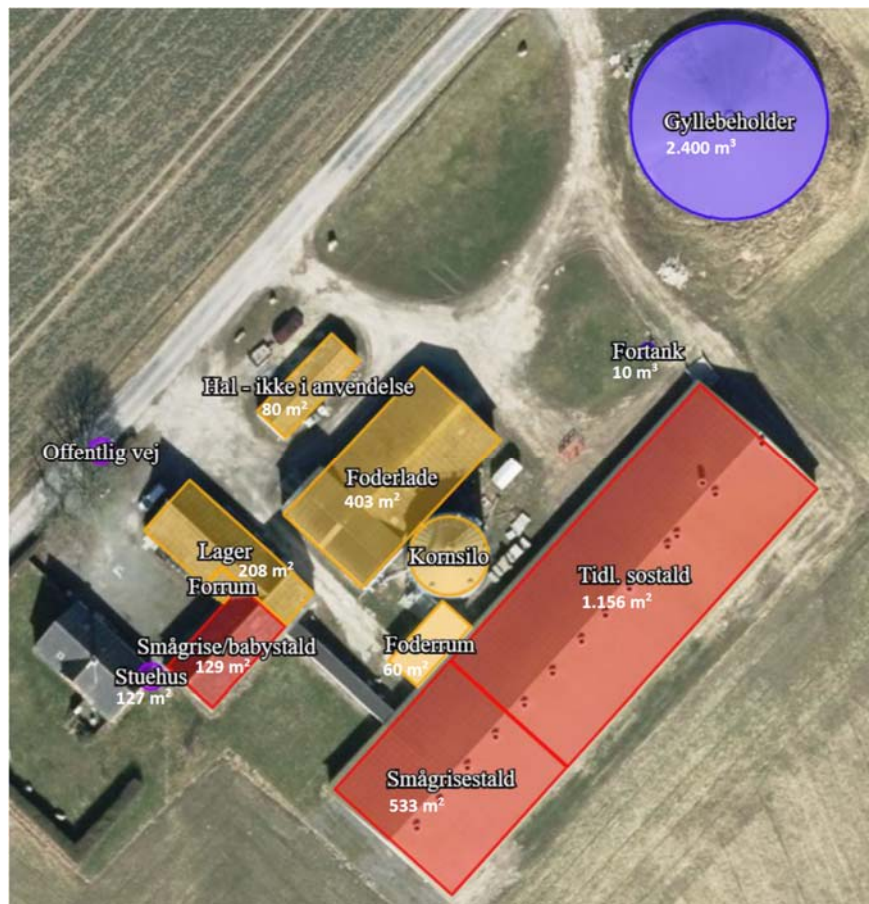 Gyllebeholder
2.400 m³
Fortank
10 m³
Hal - ikke i anvendelse
80 m²
Offentlig vej
Foderlade
403 m²
Lager
208 m²
Kornsilo
Forrum
Tidl. sostald
1.156 m²
Smågrise/babystald
129 m²
Foderrum
60 m²
Stuehus
127 m²
Smågrisestald
533 m²